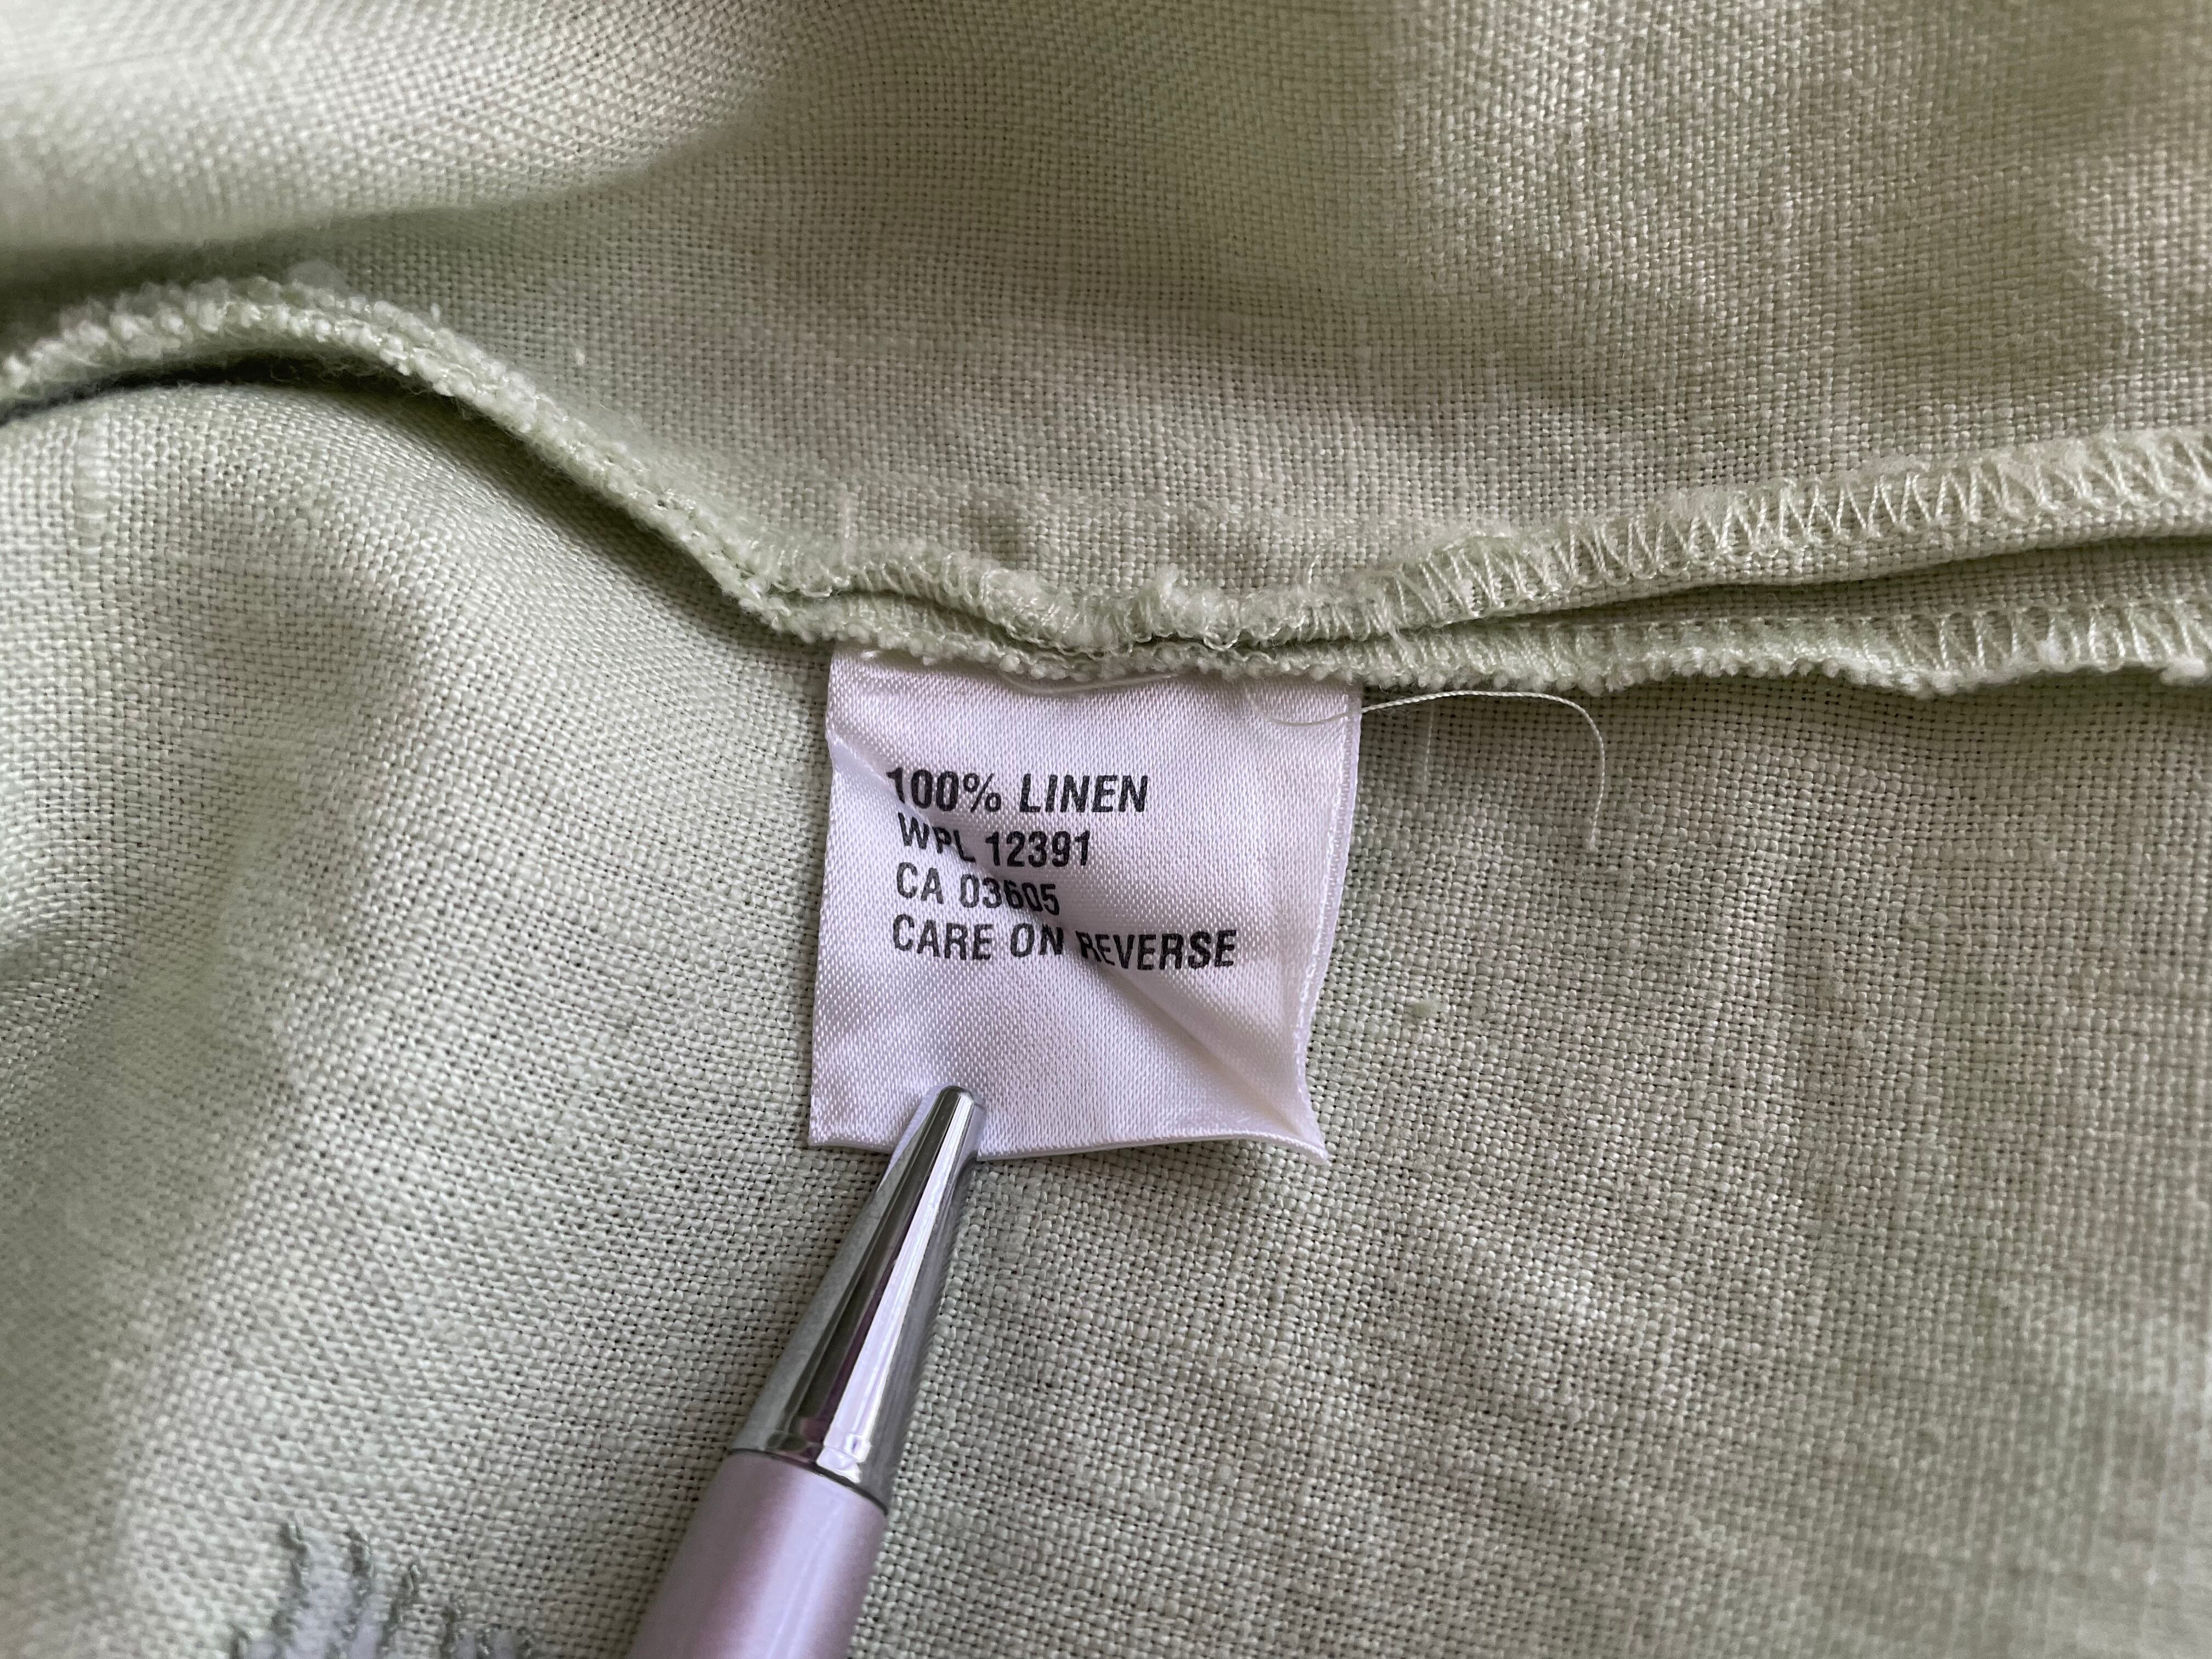 100% LINEN
WPL 12391
CA 03605
CARE ON REVERSE